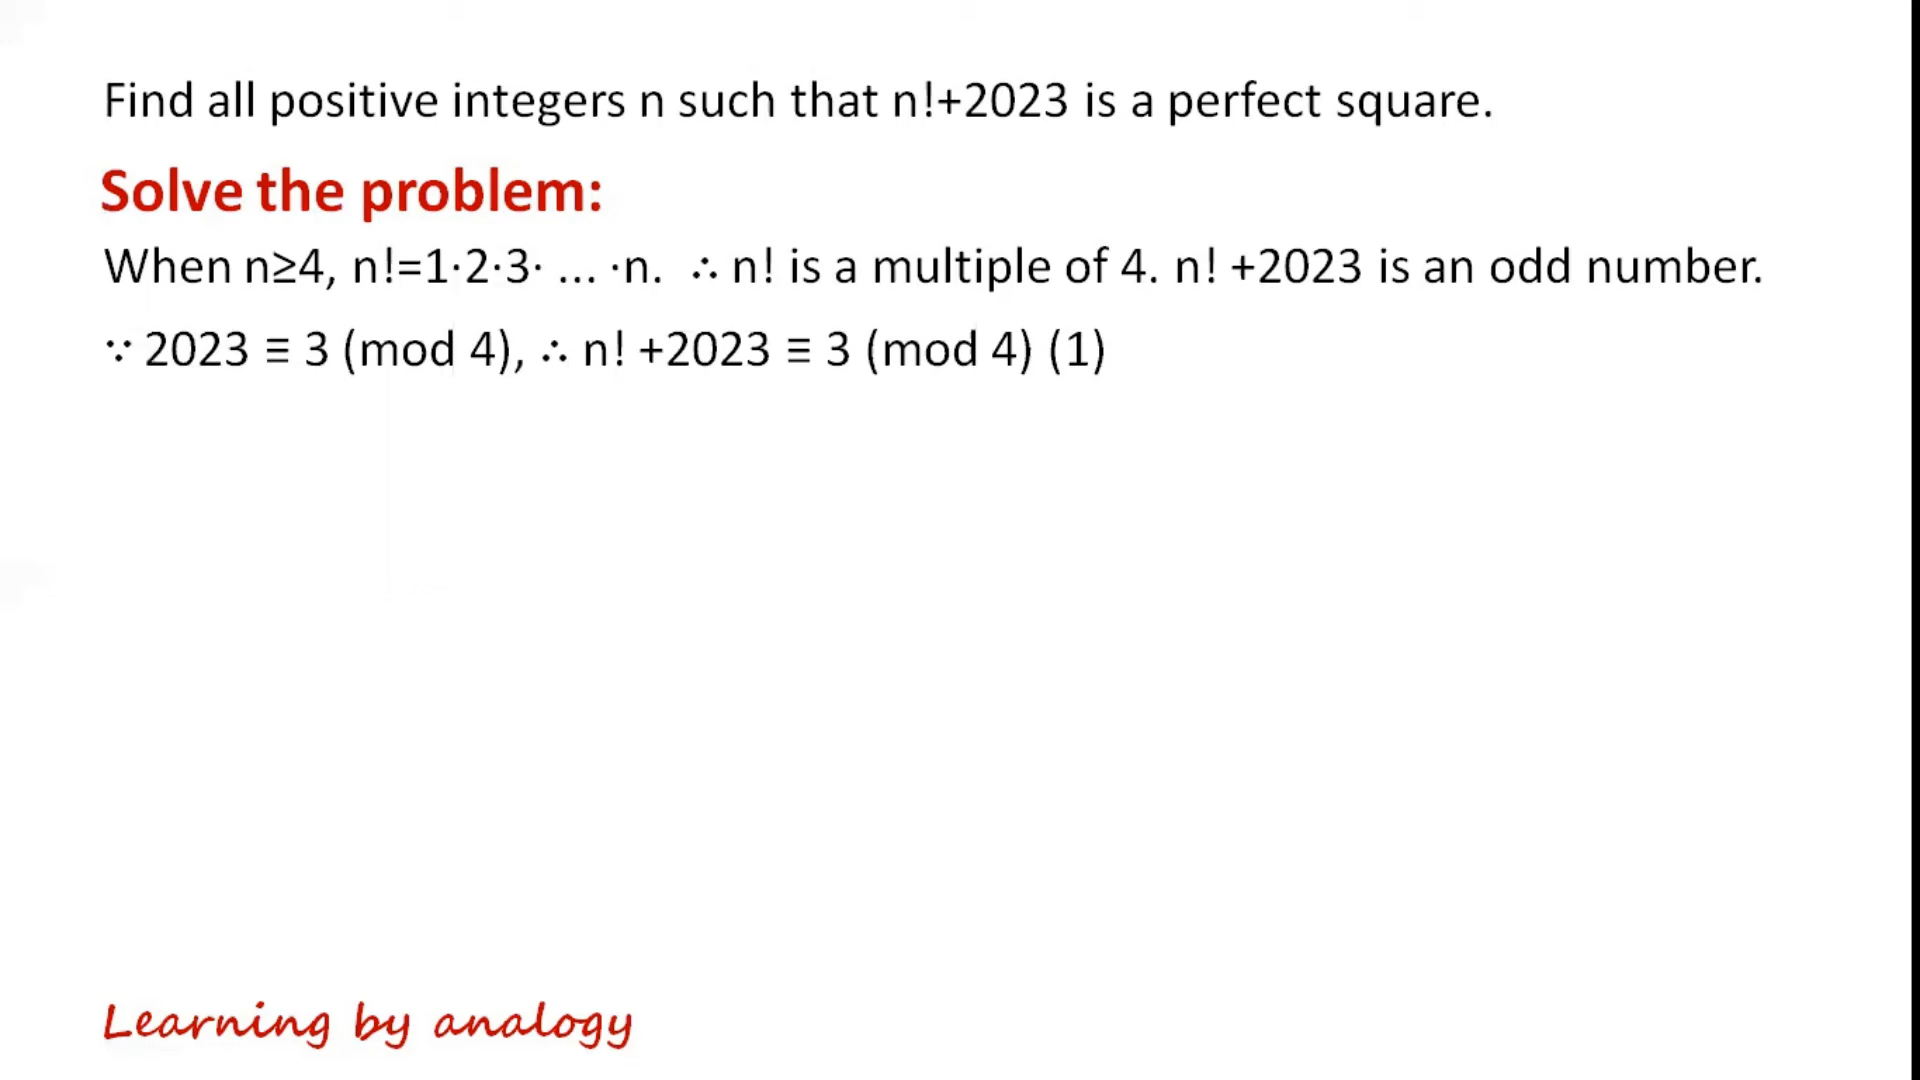 Find all positive integers n such that n!+2023 is a perfect square.
Solve the problem:
When n≥4, n!=1·2·3· ... ·n. ∴ n! is a multiple of 4. n! +2023 is an odd number.
∵ 2023 ≡ 3 (mod 4), ∴ n! +2023 ≡ 3 (mod 4) (1)
Learning by analogy